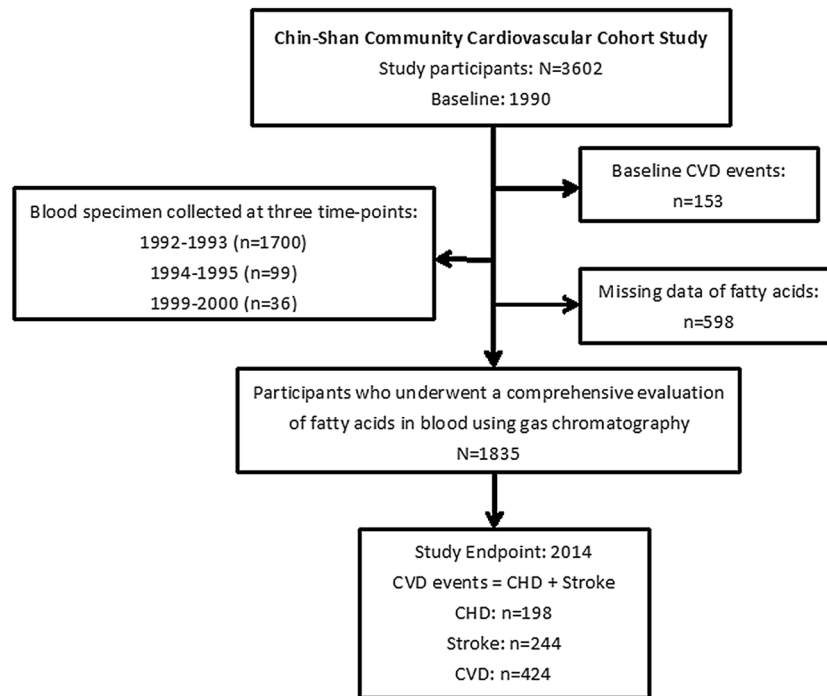 Chin-Shan Community Cardiovascular Cohort Study
Study participants: N=3602
Baseline: 1990
Baseline CVD events:
n=153
Blood specimen collected at three time-points:
1992-1993 (n=1700)
1994-1995 (n=99)
1999-2000 (n=36)
Missing data of fatty acids:
n=598
Participants who underwent a comprehensive evaluation
of fatty acids in blood using gas chromatography
N=1835
Study Endpoint: 2014
CVD events = CHD + Stroke
CHD: n=198
Stroke: n=244
CVD: n=424